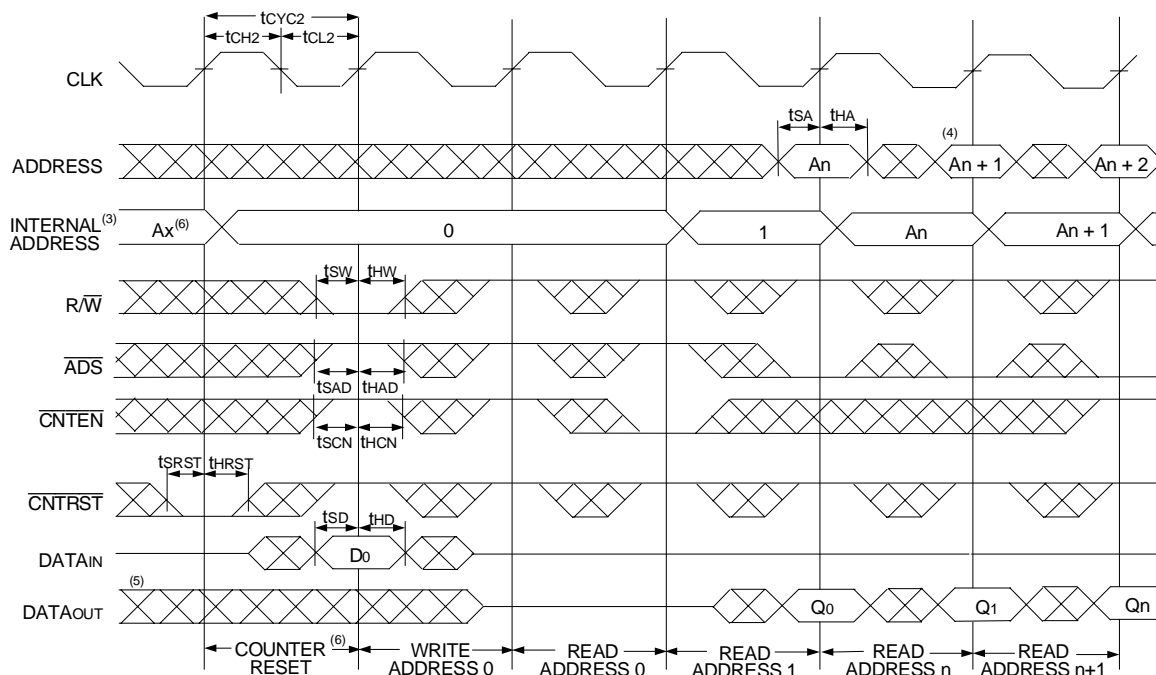 tCYC2
tCH2 tCL2
CLK
tSA tHA
(4)
ADDRESS An An + 1 An + 2
INTERNAL(3) ADDRESS Ax(6) 0 1 An An + 1
tSW tHW
R/W̅
A̅D̅S̅
tSAD tHAD
C̅N̅T̅E̅N̅
tSCN tHCN
tSRST tHRST
C̅N̅T̅R̅S̅T̅
tSD tHD
DATAIN D0
(5)
DATAOUT Q0 Q1 Qn
COUNTER(6) WRITE READ READ READ READ
RESET ADDRESS 0 ADDRESS 0 ADDRESS 1 ADDRESS n ADDRESS n+1